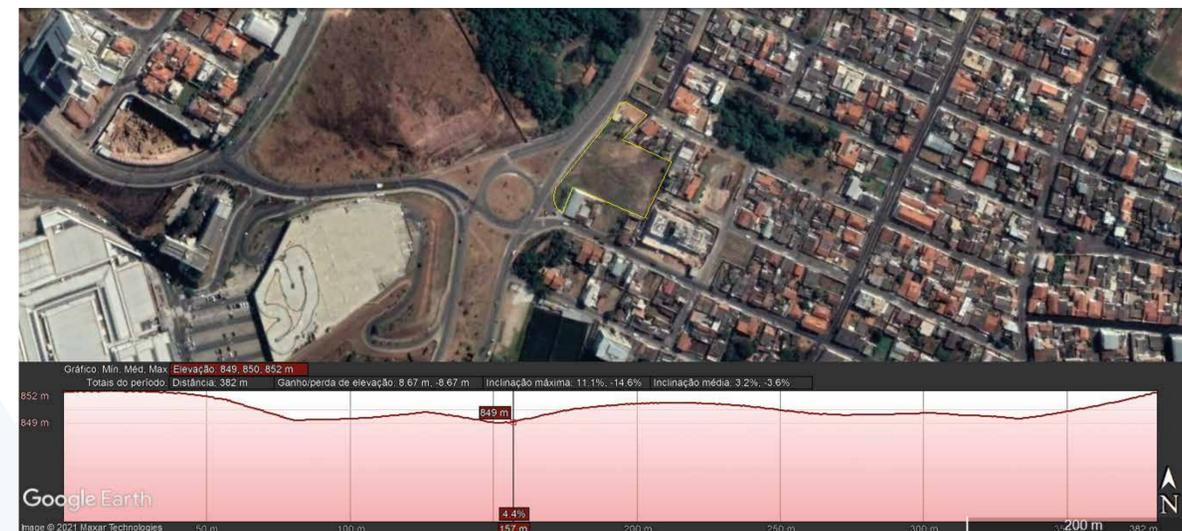 Gráfico: Mín, Méd, Max Elevação: 849, 850, 852 m
Totais do período: Distância: 382 m Ganho/perda de elevação: 8.67 m, -8.67 m Inclinação máxima: 11.1%, -14.6% Inclinação média: 3.2%, -3.6%
852 m
849 m
849 m
Google Earth
N
4.4%
Image © 2021 Maxar Technologies 50 m 100 m 157 m 200 m 250 m 300 m 200 m 382 m